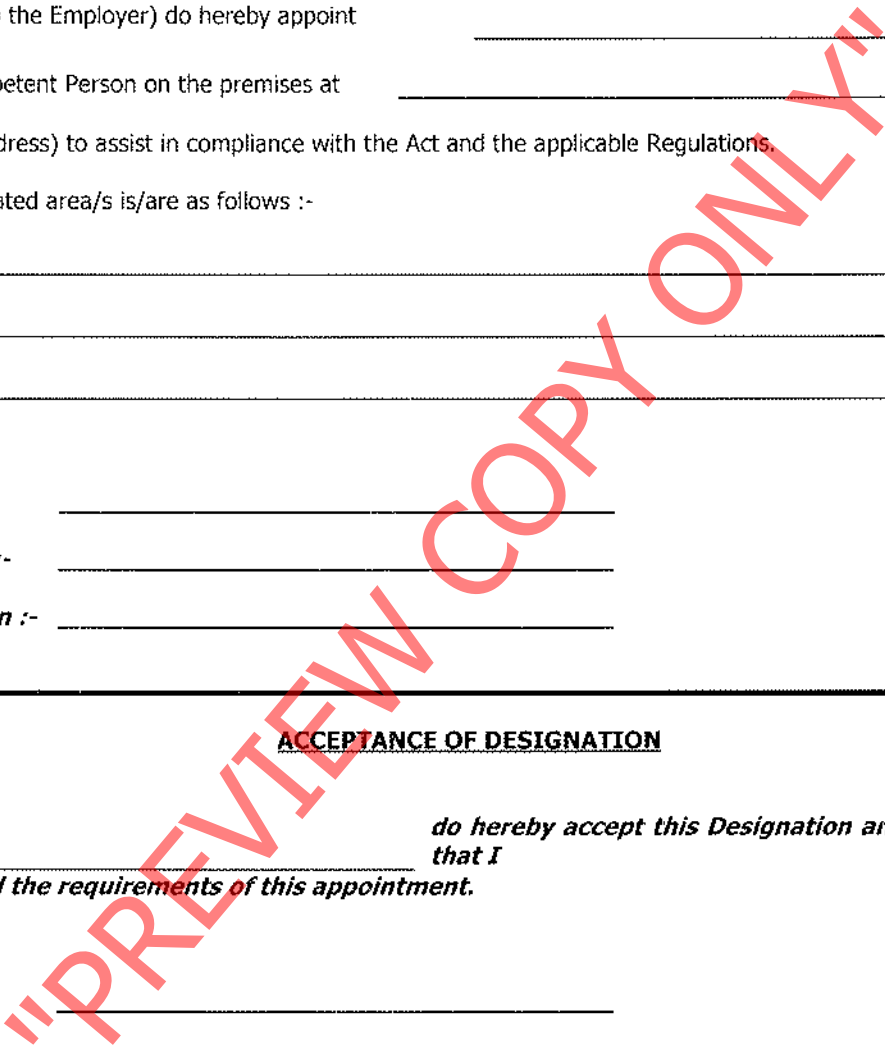 the Employer) do hereby appoint
petent Person on the premises at
dress) to assist in compliance with the Act and the applicable Regulations.
ated area/s is/are as follows :-
:-
n :-
ACCEPTANCE OF DESIGNATION
do hereby accept this Designation an
that I
d the requirements of this appointment.
"PREVIEW COPY ONLY"